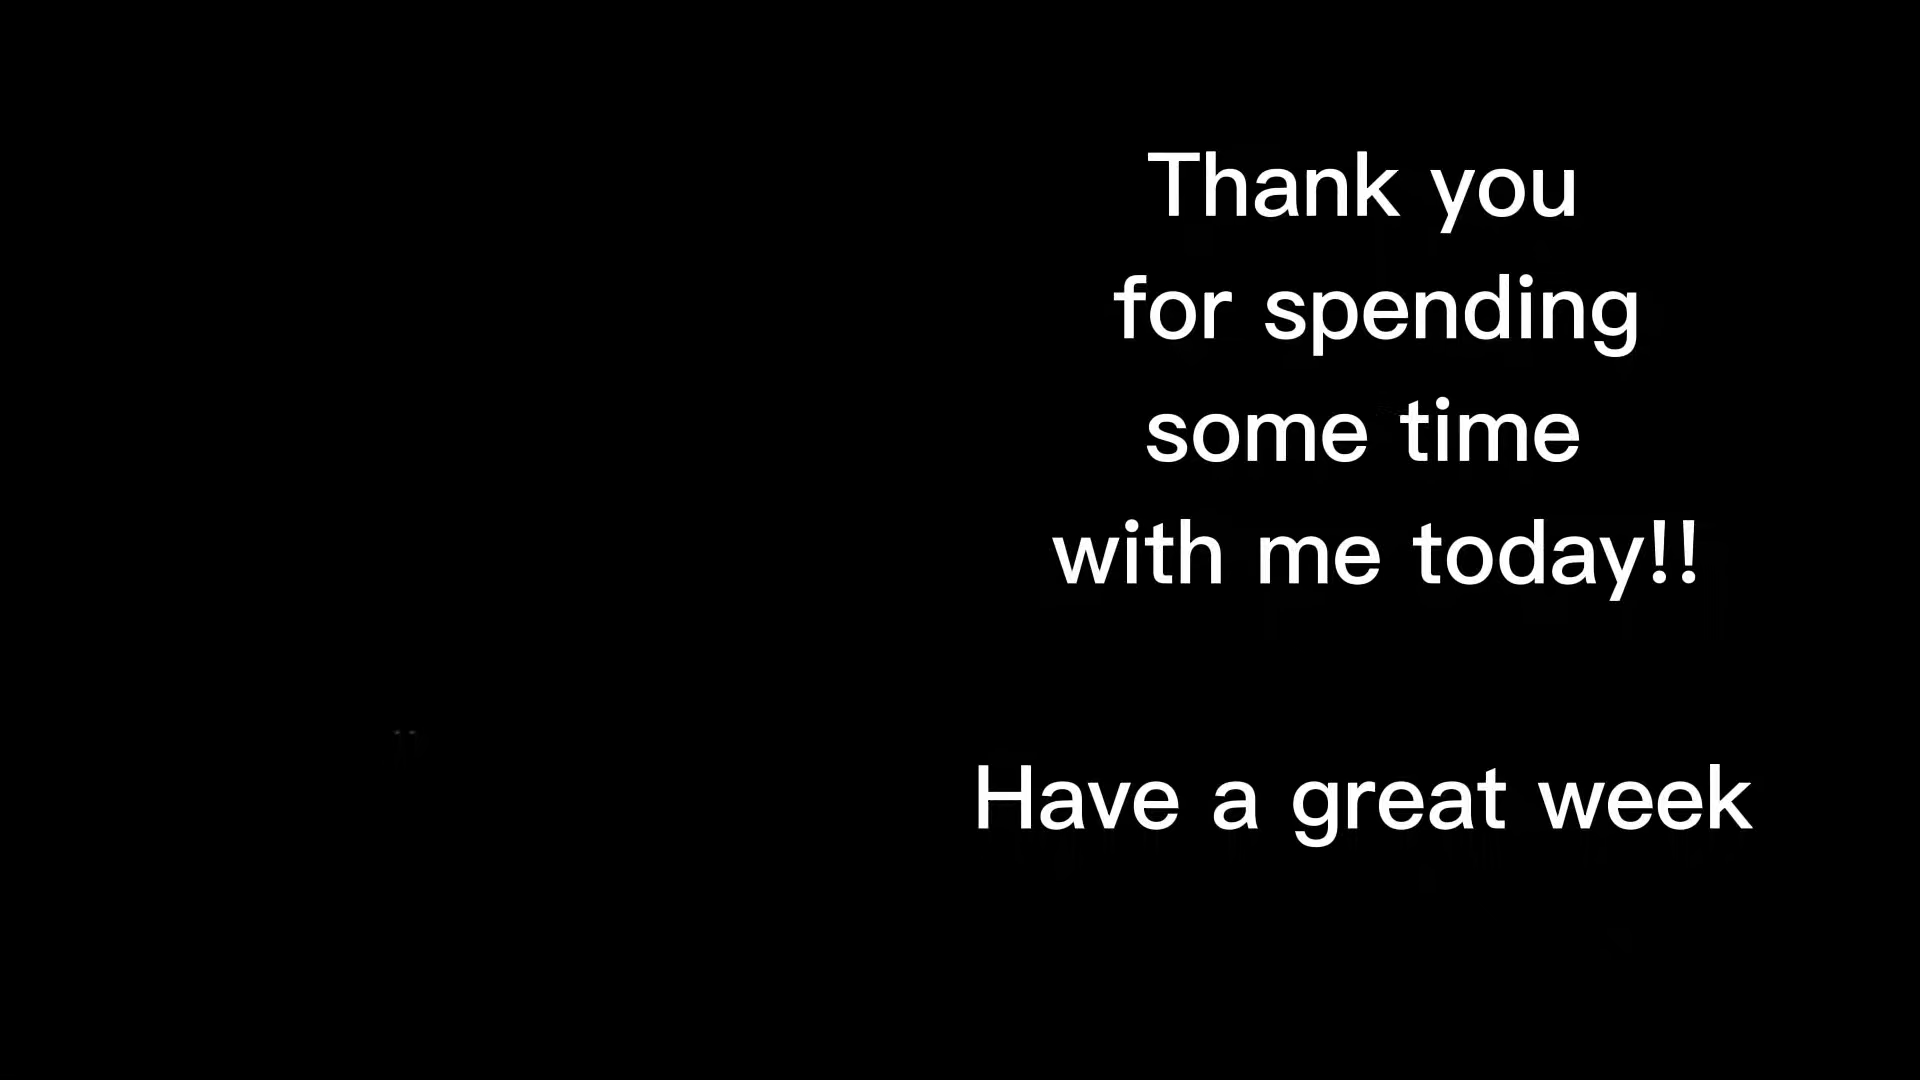 Thank you
for spending
some time
with me today!!
Have a great week